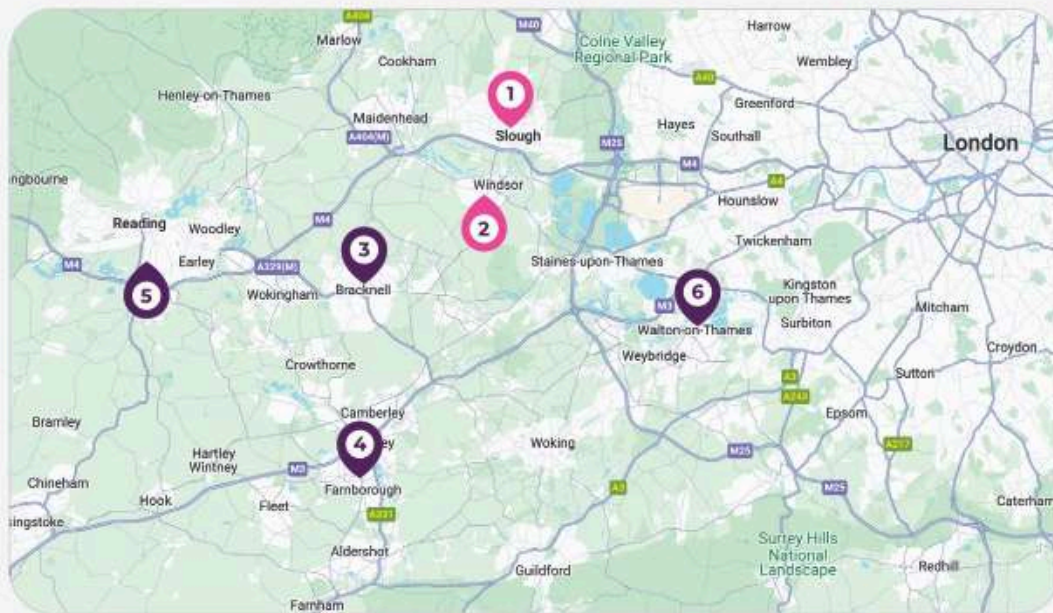 A404
M40
Harrow
Marlow
Colne Valley
Regional Park
Cookham
Wembley
A40
1
Henley-on-Thames
Greenford
Maidenhead
Hayes
Southall
Slough
A404(M)
M25
London
M4
ngbourne
Windsor
A4
Hounslow
Reading
Woodley
M4
2
Twickenham
3
Earley
M4
A329(M)
Staines-upon-Thames
Wokingham
Bracknell
5
6
Kingston
upon Thames
M3
Mitcham
Walton-on-Thames
Surbiton
Weybridge
Croydon
Crowthorne
Sutton
A3
A243
Camberley
Epsom
Bramley
4
ey
Woking
A217
Hartley
Wintney
M25
M3
Chineham
Farnborough
A3
M25
Hook
Fleet
Caterham
singstoke
A331
Aldershot
Surrey Hills
National
Landscape
Guildford
Redhill
Farnham